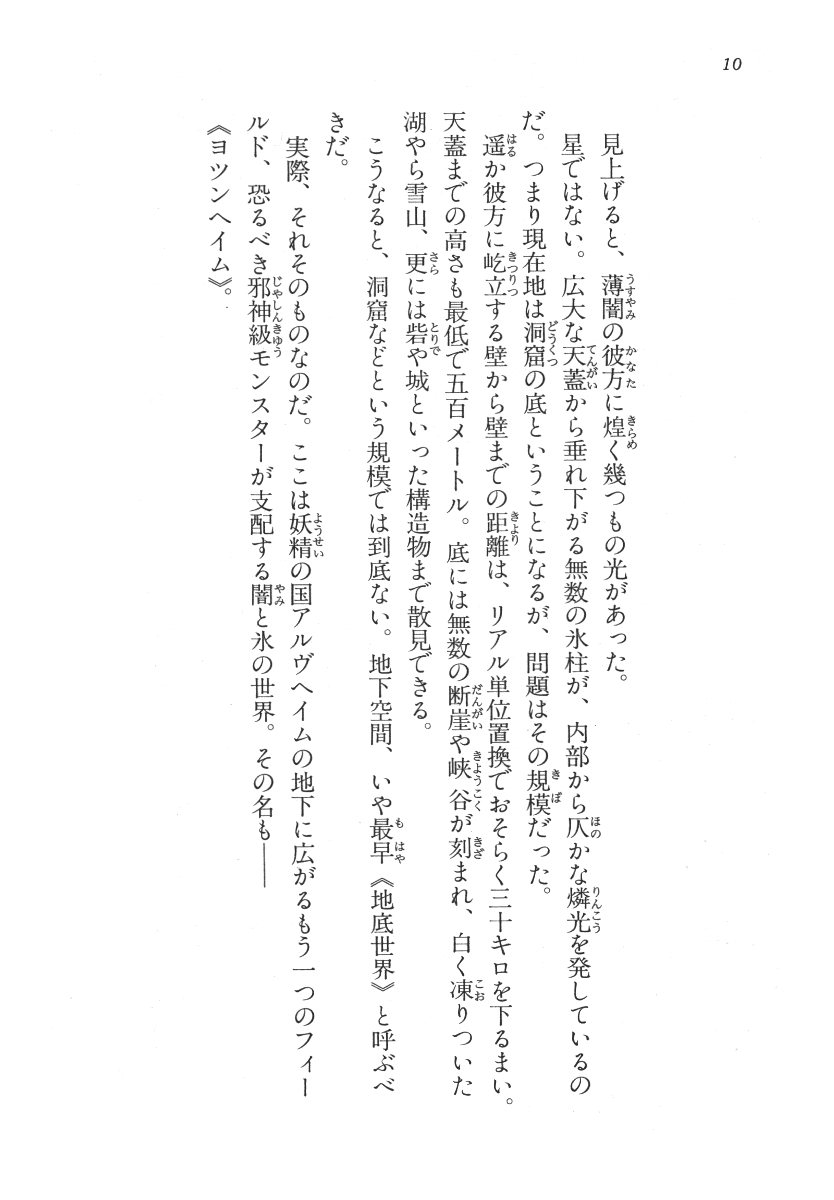 10
見上げると、薄闇の彼方に煌く幾つもの光があった。
星ではない。広大な天蓋から垂れ下がる無数の氷柱が、内部から仄かな燐光を発しているの
だ。つまり現在地は洞窟の底ということになるが、問題はその規模だった。
遥か彼方に屹立する壁から壁までの距離は、リアル単位置換でおそらく三十キロを下るまい。
天蓋までの高さも最低で五百メートル。底には無数の断崖や峡谷が刻まれ、白く凍りついた
湖やら雪山、更には砦や城といった構造物まで散見できる。
こうなると、洞窟などという規模では到底ない。地下空間、いや最早《地底世界》と呼ぶべ
きだ。
実際、それそのものなのだ。ここは妖精の国アルヴヘイムの地下に広がるもう一つのフィー
ルド、恐るべき邪神級モンスターが支配する闇と氷の世界。その名も――
《ヨツンヘイム》。